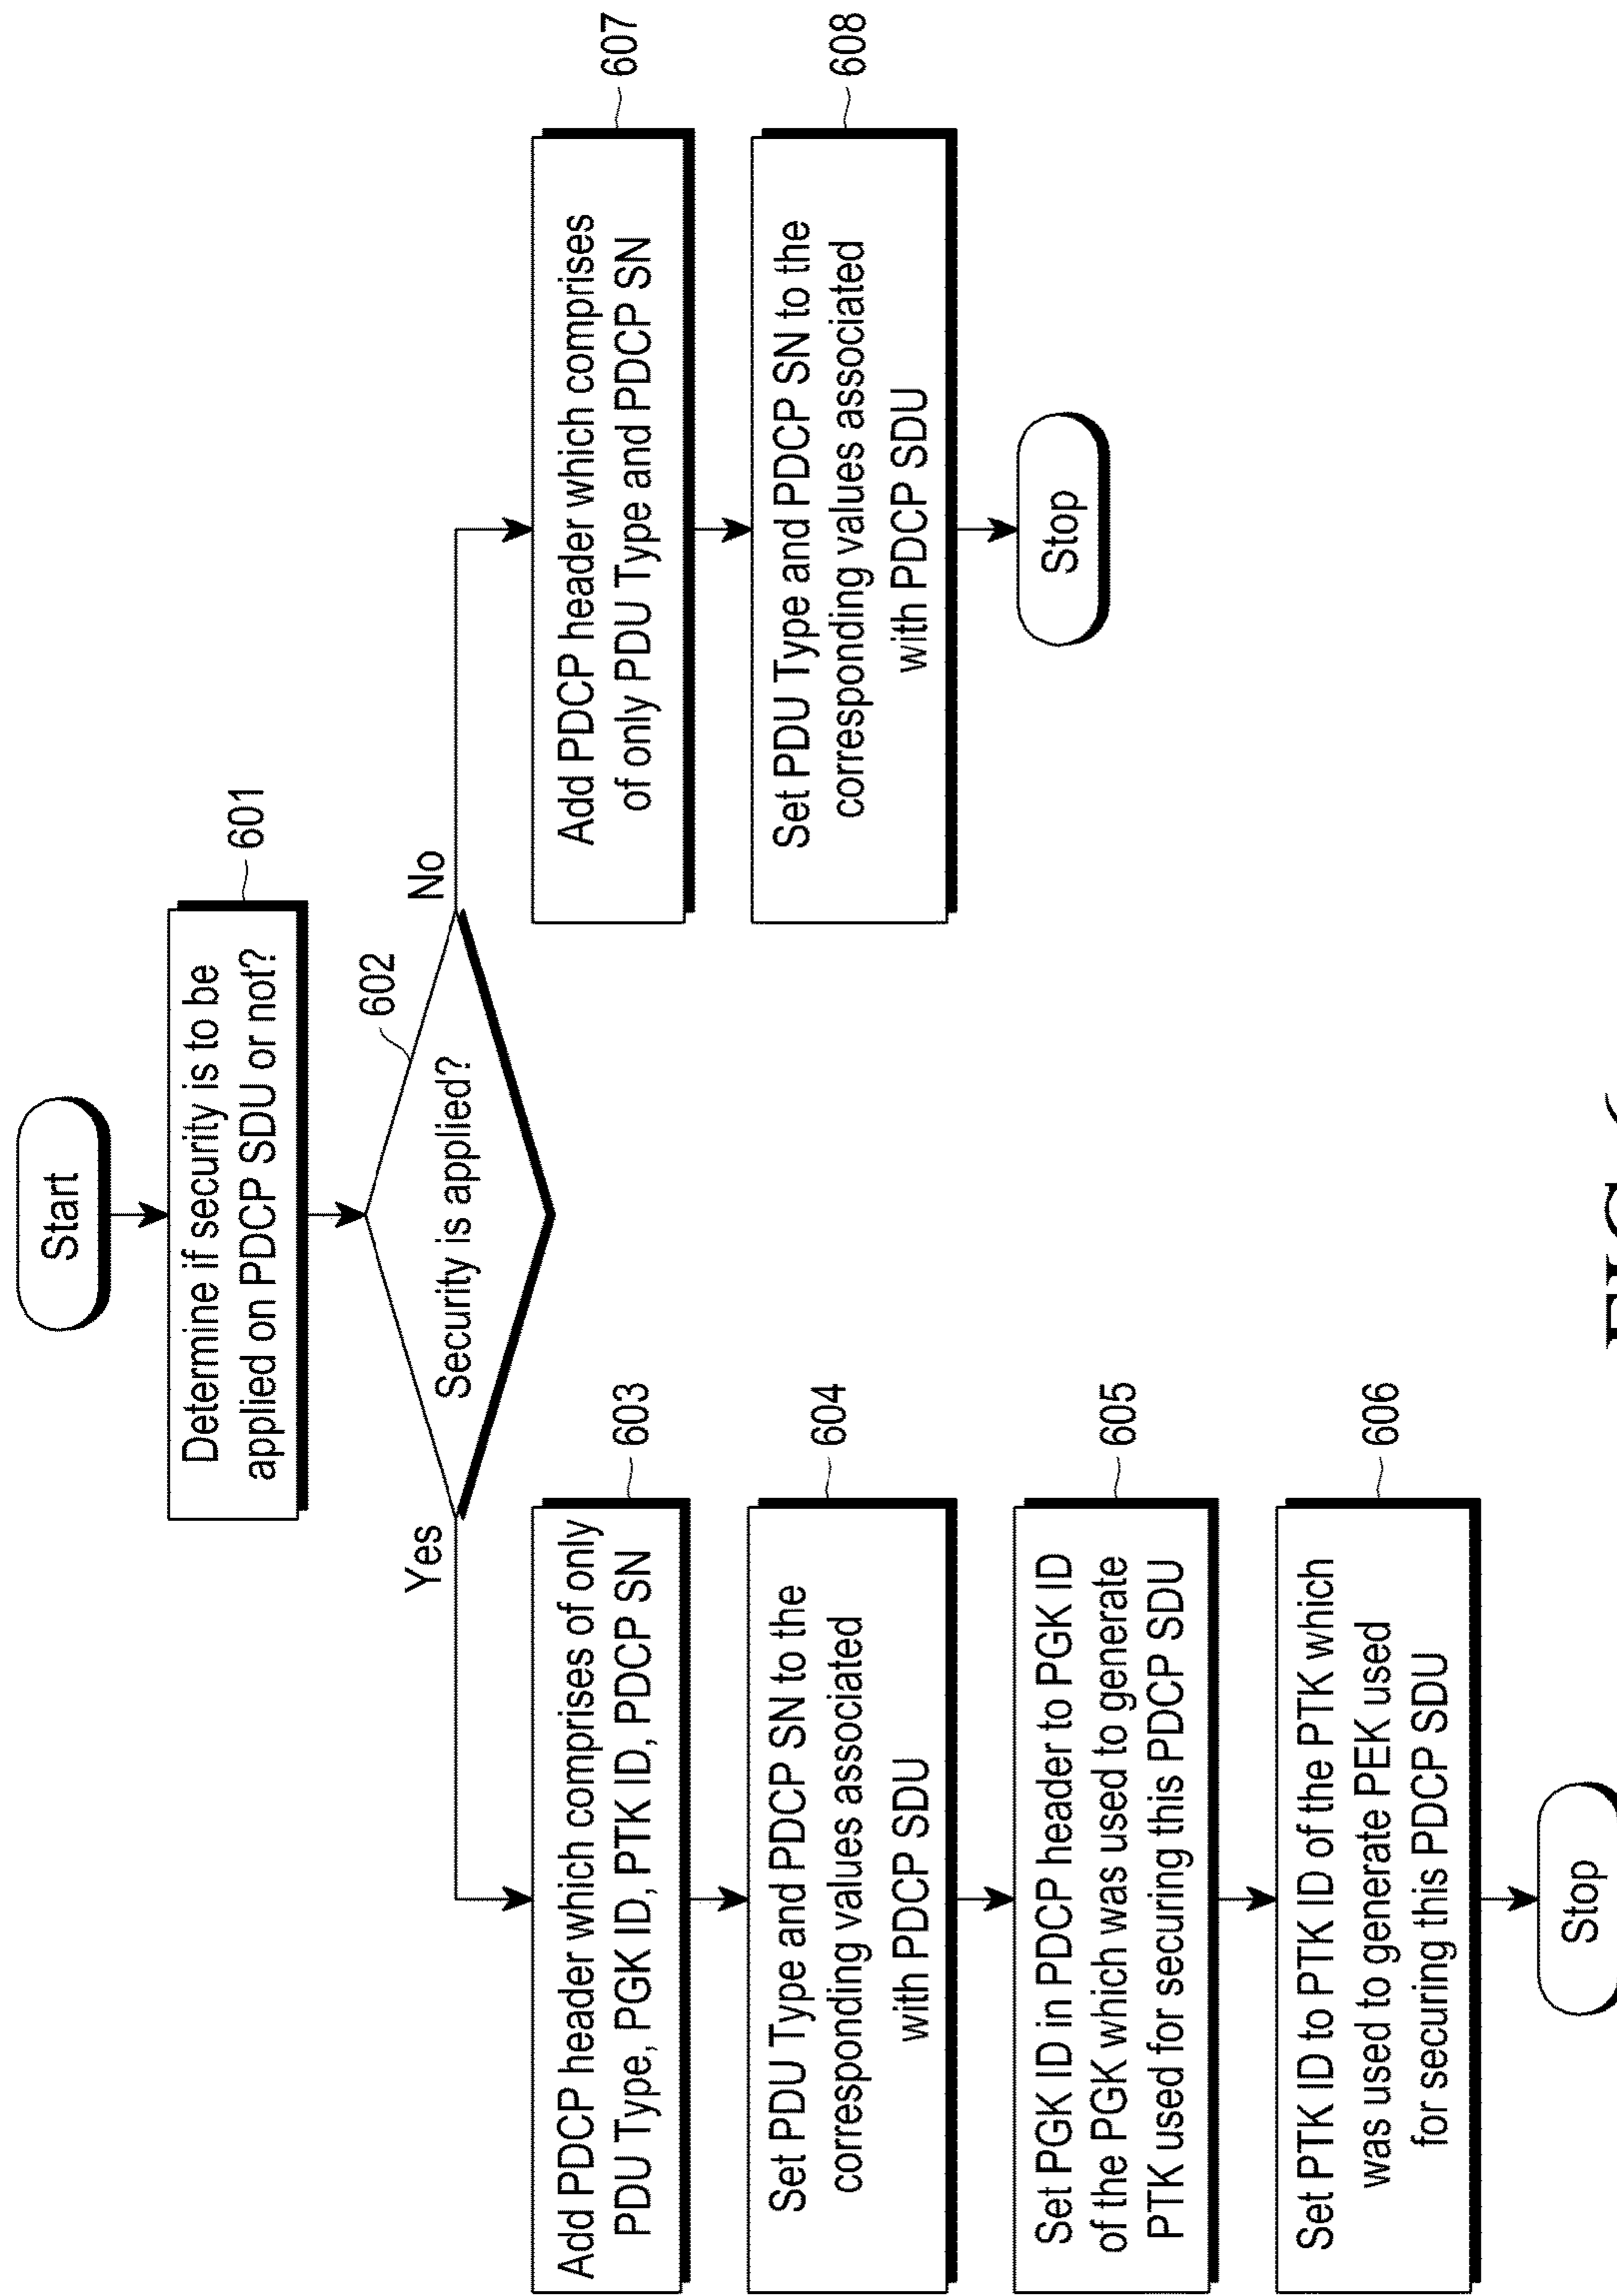 Start
Determine if security is to be
applied on PDCP SDU or not?
601
602
Security is applied?
Yes
No
Add PDCP header which comprises of only
PDU Type, PGK ID, PTK ID, PDCP SN
603
Set PDU Type and PDCP SN to the
corresponding values associated
with PDCP SDU
604
Set PGK ID in PDCP header to PGK ID
of the PGK which was used to generate
PTK used for securing this PDCP SDU
605
Set PTK ID to PTK ID of the PTK which
was used to generate PEK used
for securing this PDCP SDU
606
Stop
Add PDCP header which comprises
of only PDU Type and PDCP SN
607
Set PDU Type and PDCP SN to the
corresponding values associated
with PDCP SDU
608
Stop